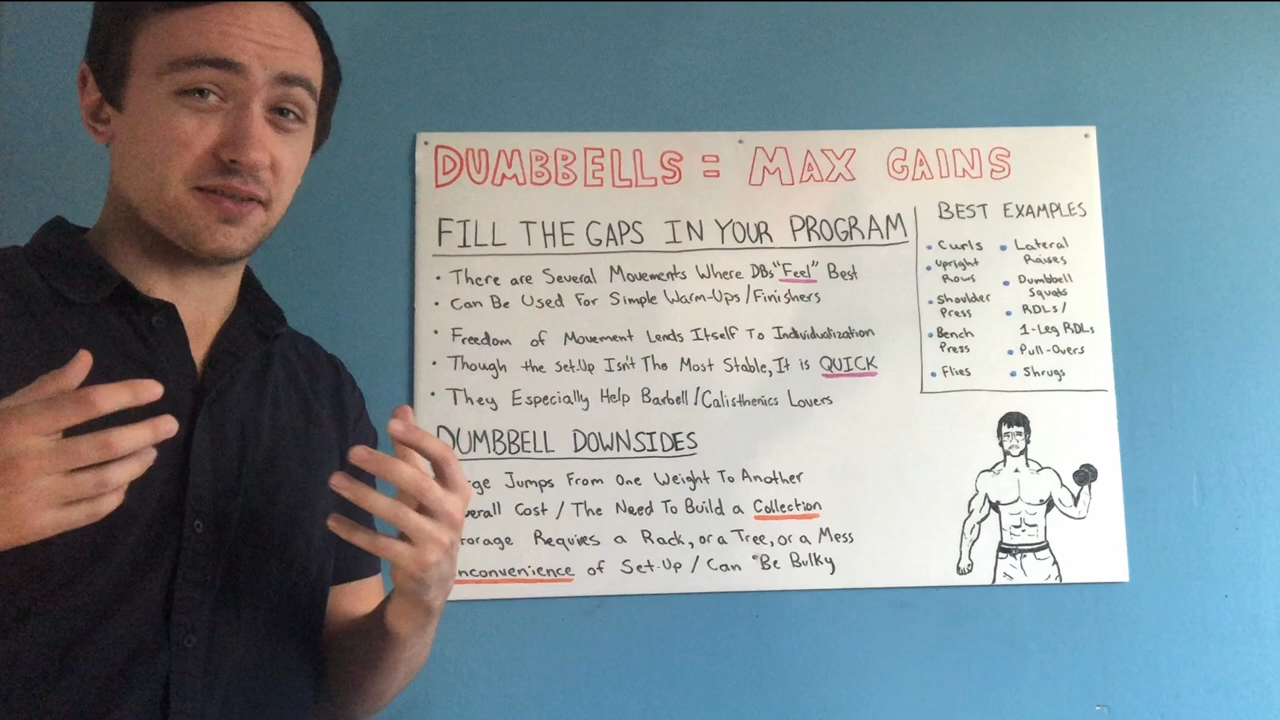 DUMBBELLS = MAX GAINS
FILL THE GAPS IN YOUR PROGRAM
• There are Several Movements Where DBs "Feel" Best
• Can Be Used For Simple Warm-Ups/Finishers
• Freedom of Movement Lends Itself To Individualization
• Though the Set-Up Isn't The Most Stable, It is QUICK
• They Especially Help Barbell/Calisthenics Lovers
DUMBBELL DOWNSIDES
Jumps From One Weight To Another
Cost / The Need To Build a Collection
Requires a Rack, or a Tree, or a Mess
Inconvenience of Set-Up / Can Be Bulky
BEST EXAMPLES
• Curls
• Upright
Rows
• Shoulder
Press
• Bench
Press
• Flies
• Lateral
Raises
• Dumbbell
Squats
• RDLs/
1-Leg RDLs
• Pull-Overs
• Shrugs